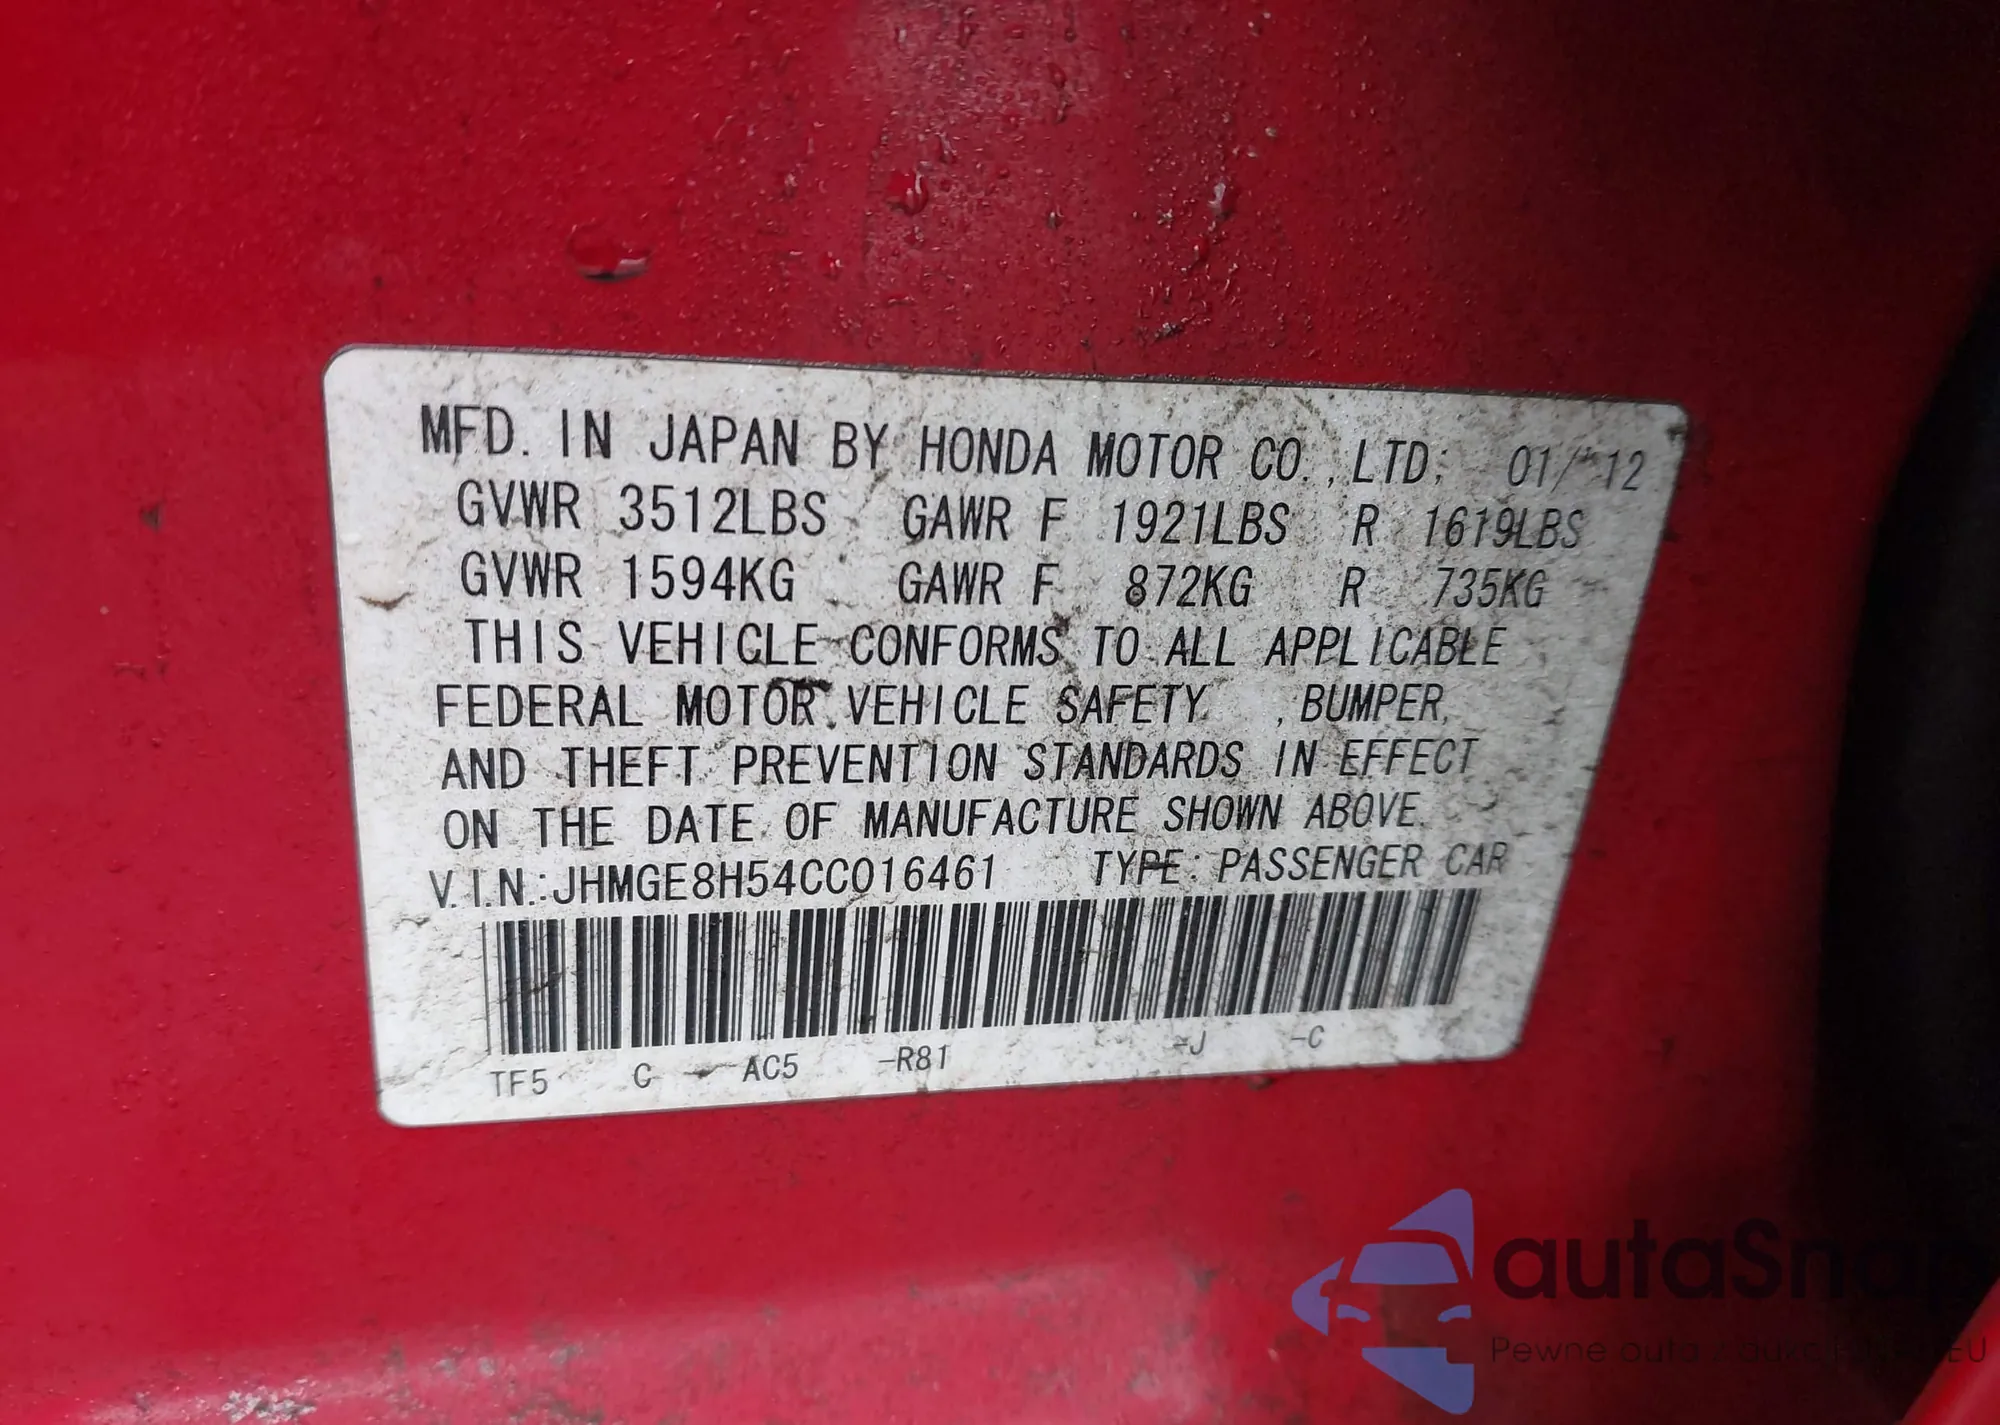 MFD. IN JAPAN BY HONDA MOTOR CO., LTD; 01/12
GVWR 3512LBS GAWR F 1921LBS R 1619LBS
GVWR 1594KG GAWR F 872KG R 735KG
THIS VEHICLE CONFORMS TO ALL APPLICABLE
FEDERAL MOTOR VEHICLE SAFETY , BUMPER,
AND THEFT PREVENTION STANDARDS IN EFFECT
ON THE DATE OF MANUFACTURE SHOWN ABOVE.
V.I.N.:JHMGE8H54CC016461 TYPE: PASSENGER CAR
TF5 C - AC5 -R81 -J -C
autaSnap
Pewne auto z